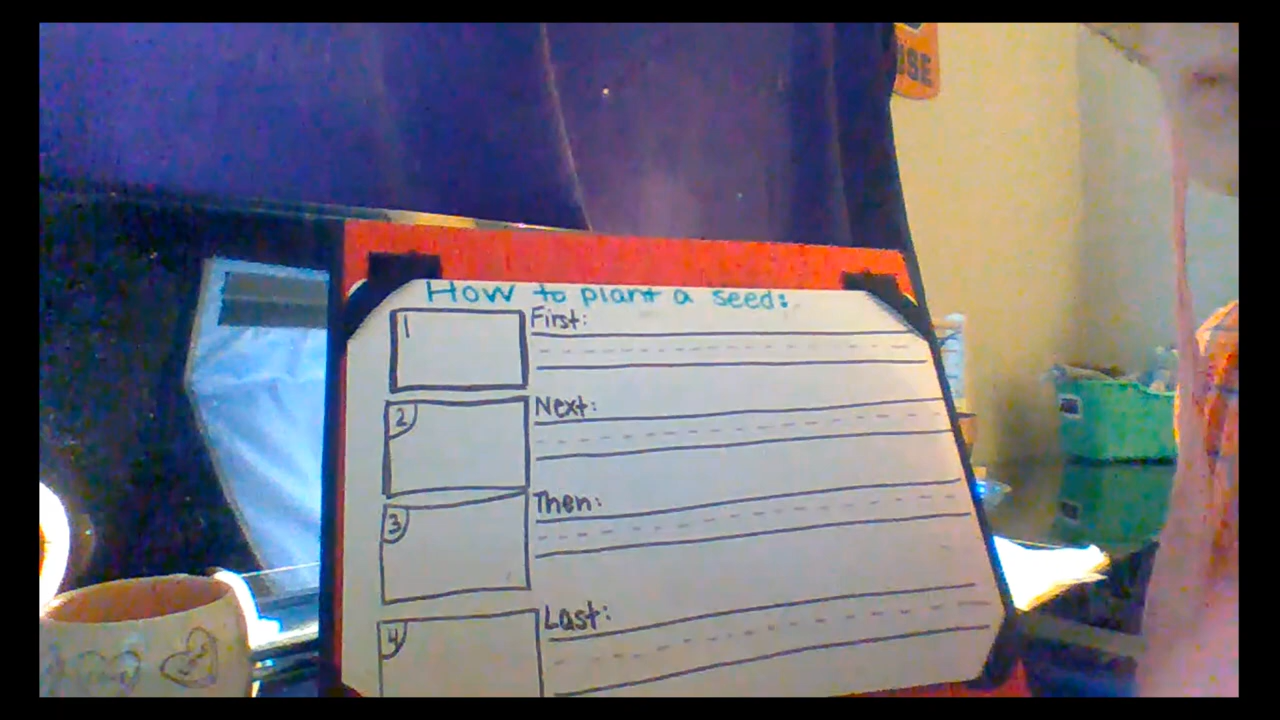 How to plant a seed:
1
First:
2
Next:
3
Then:
4
Last: